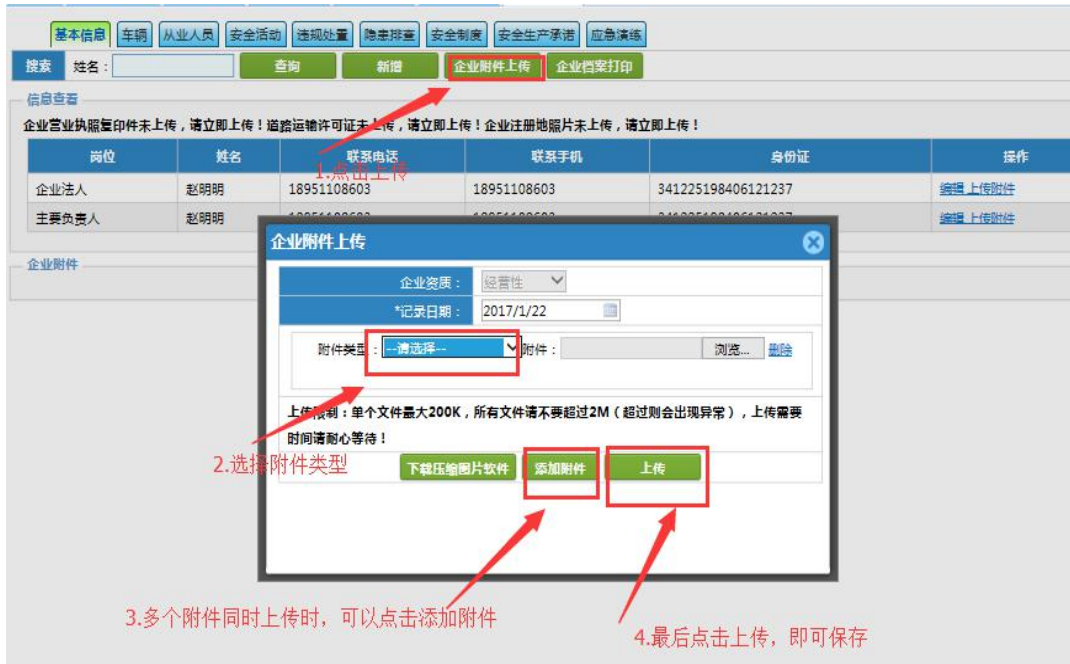 基本信息 车辆 从业人员 安全活动 违规处置 隐患排查 安全制度 安全生产承诺 应急演练
搜索 姓名： 查询 新增 企业附件上传 企业档案打印
信息查看
企业营业执照复印件未上传，请立即上传！道路运输许可证未上传，请立即上传！企业注册地照片未上传，请立即上传！
岗位 姓名 联系电话 联系手机 身份证 操作
1.点击上传
企业法人 赵明明 18951108603 18951108603 341225198406121237 编辑 上传附件
主要负责人 赵明明 18951108603 18951108603 341225198406121237 编辑 上传附件
企业附件
企业附件上传
企业资质： 经营性
*记录日期： 2017/1/22
附件类型： --请选择-- 附件： 浏览... 删除
上传限制：单个文件最大200K，所有文件请不要超过2M（超过则会出现异常），上传需要
时间请耐心等待！
2.选择附件类型
下载压缩图片软件 添加附件 上传
3.多个附件同时上传时，可以点击添加附件
4.最后点击上传，即可保存